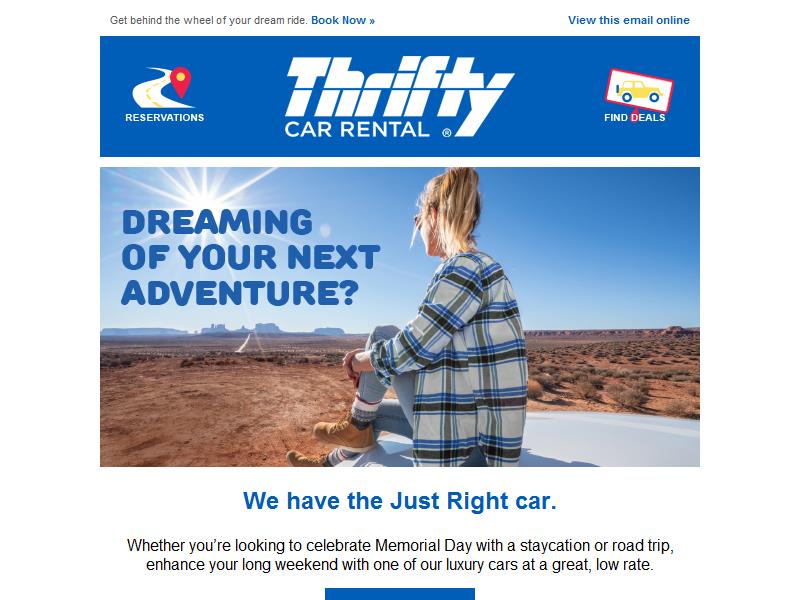 Get behind the wheel of your dream ride. Book Now »
View this email online
RESERVATIONS
Thrifty
CAR RENTAL ®
FIND DEALS
DREAMING
OF YOUR NEXT
ADVENTURE?
We have the Just Right car.
Whether you’re looking to celebrate Memorial Day with a staycation or road trip,
enhance your long weekend with one of our luxury cars at a great, low rate.